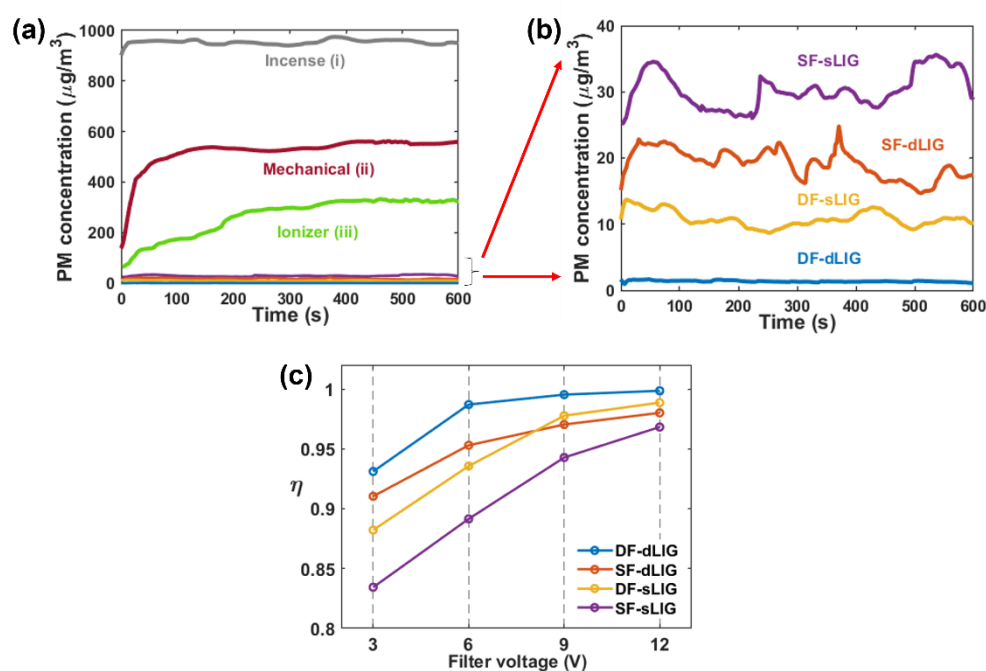 (a)
PM concentration (μg/m³)
1000
800
600
400
200
0
Incense (i)
Mechanical (ii)
Ionizer (iii)
0 100 200 300 400 500 600
Time (s)
(b)
PM concentration (μg/m³)
40
30
20
10
0
SF-sLIG
SF-dLIG
DF-sLIG
DF-dLIG
0 100 200 300 400 500 600
Time (s)
(c)
η
1
0.95
0.9
0.85
0.8
DF-dLIG
SF-dLIG
DF-sLIG
SF-sLIG
3 6 9 12
Filter voltage (V)